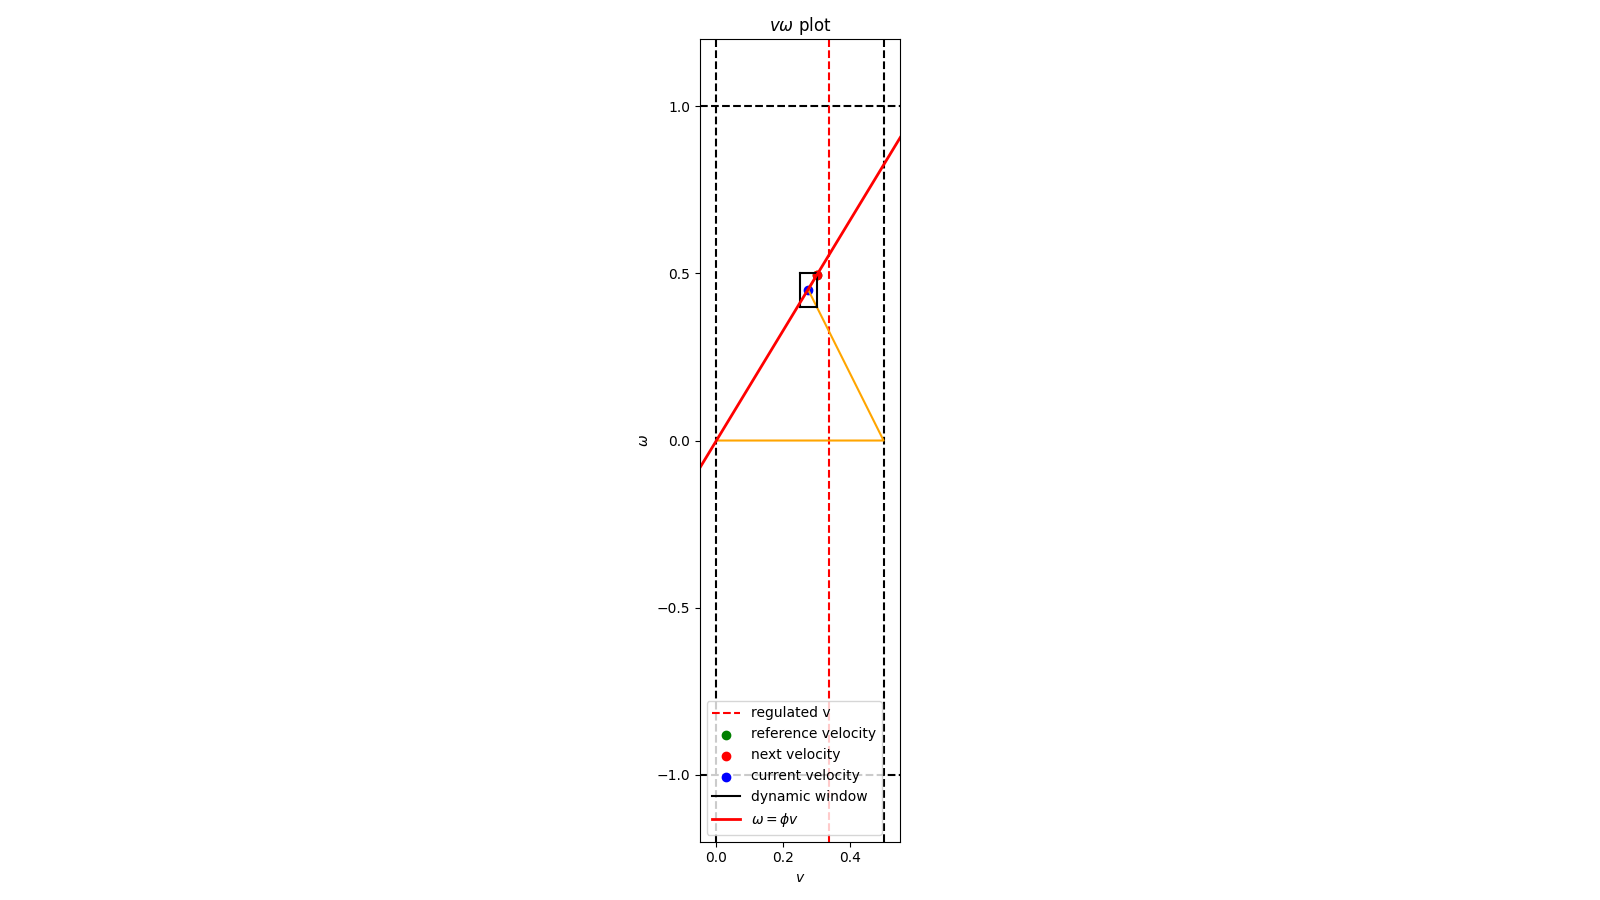 vω plot
1.0
0.5
0.0
−0.5
−1.0
ω
regulated v
reference velocity
next velocity
current velocity
dynamic window
ω = ϕv
0.0 0.2 0.4
v